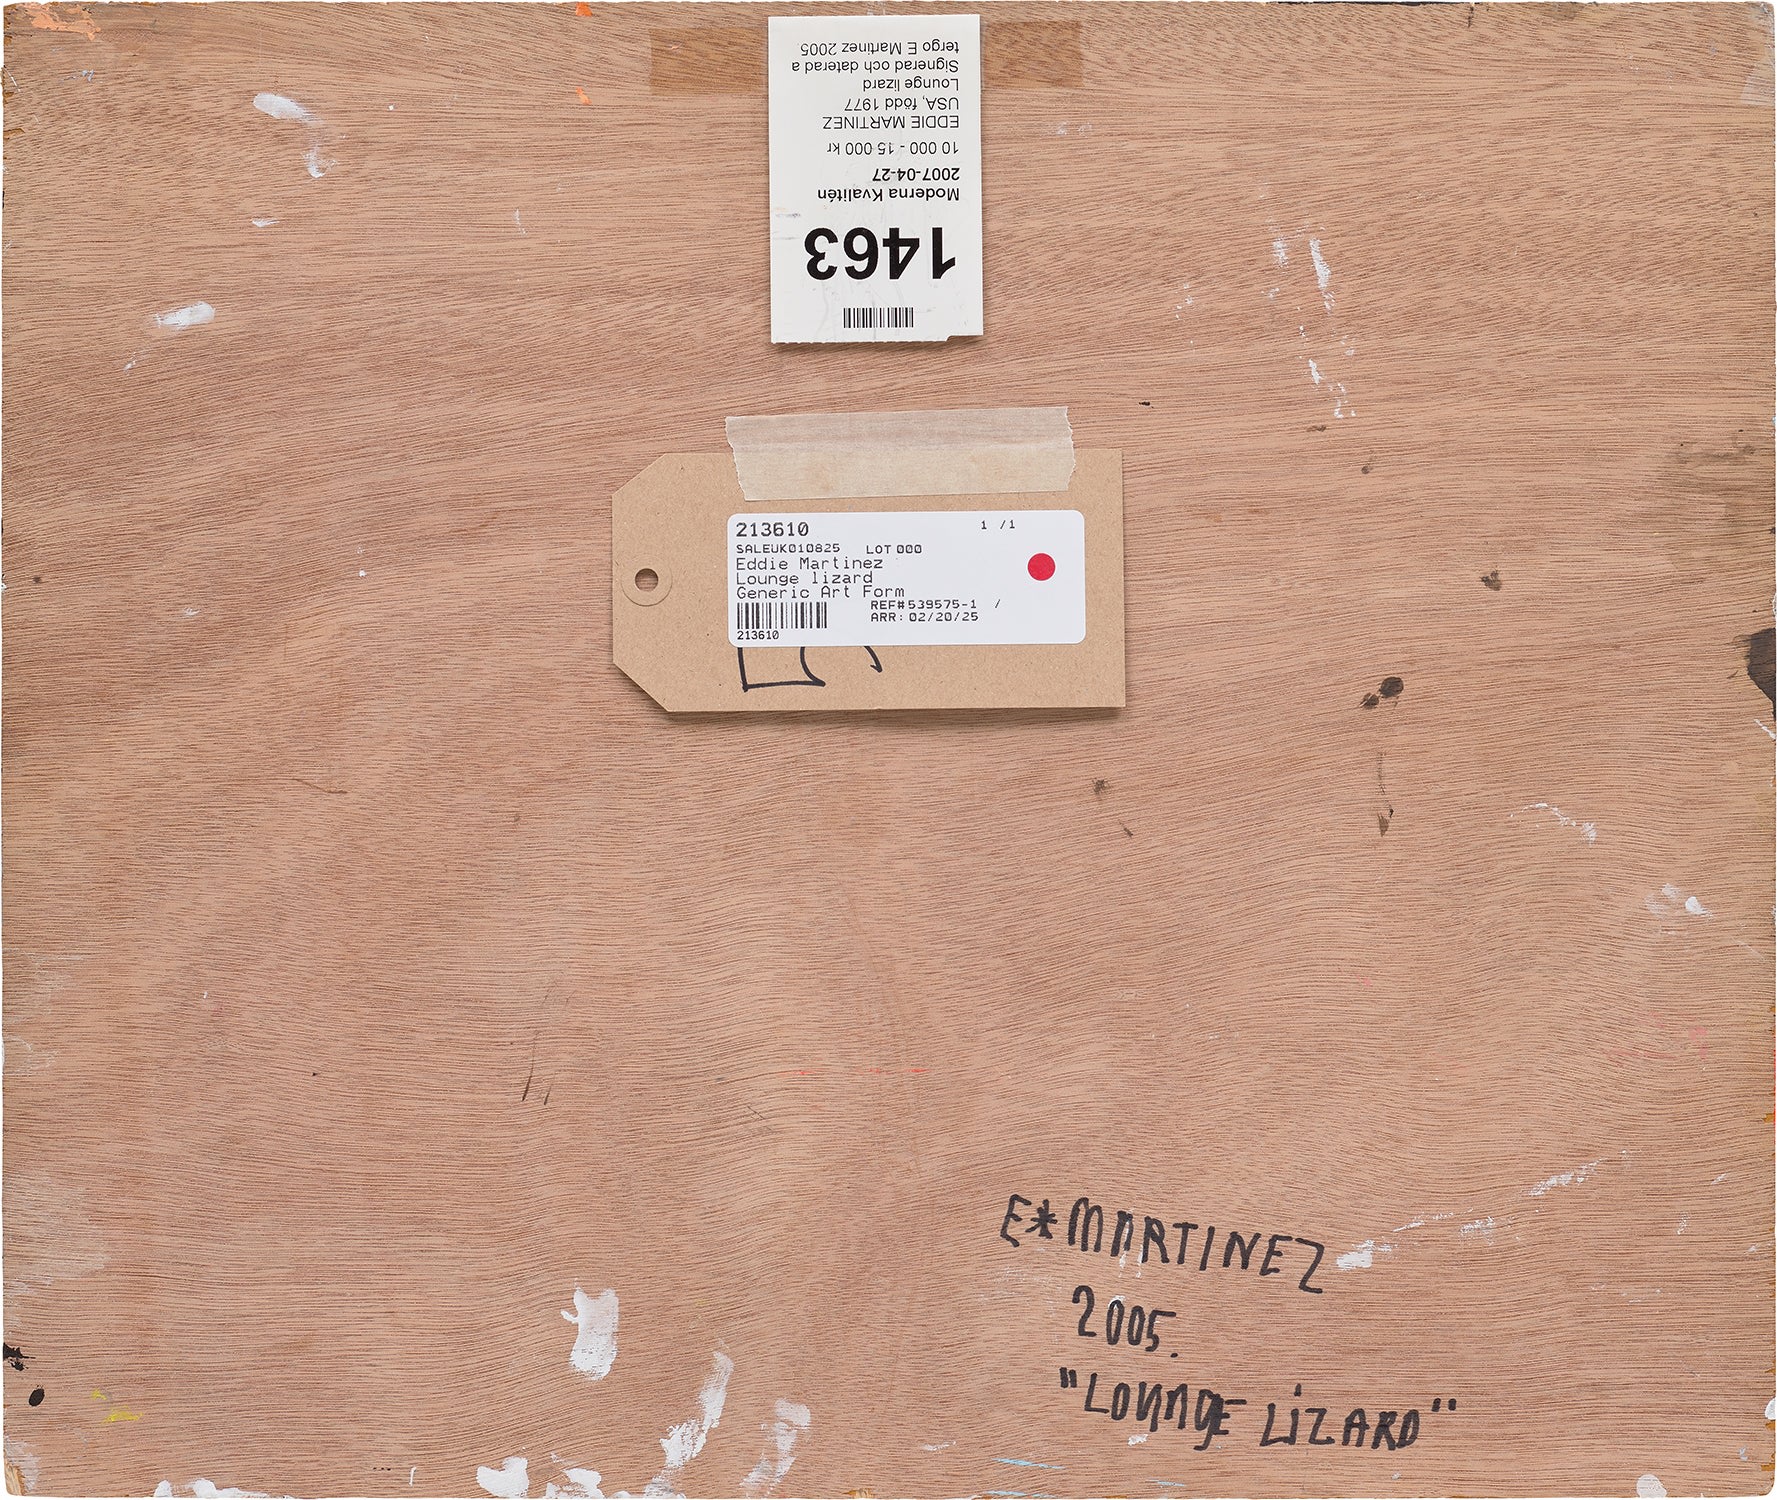 1463
Moderna Kvalitén
2007-04-27
10 000 - 15 000 kr
EDDIE MARTINEZ
USA, född 1977
Lounge lizard
Signerad och daterad a
tergo E Martinez 2005.
213610 1 /1
SALEUK010825 LOT 000
Eddie Martinez
Lounge lizard
Generic Art Form
REF# 539575-1 /
ARR: 02/20/25
213610
E*MARTINEZ
2005.
"LOUNGE LIZARD"